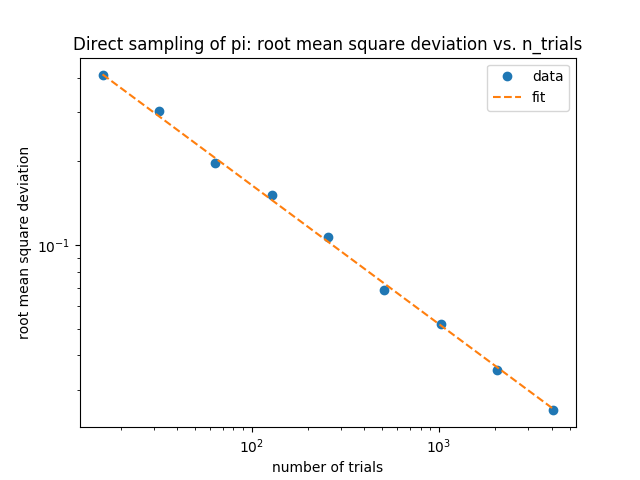 Direct sampling of pi: root mean square deviation vs. n_trials
data
fit
root mean square deviation
10⁻¹
10²
10³
number of trials